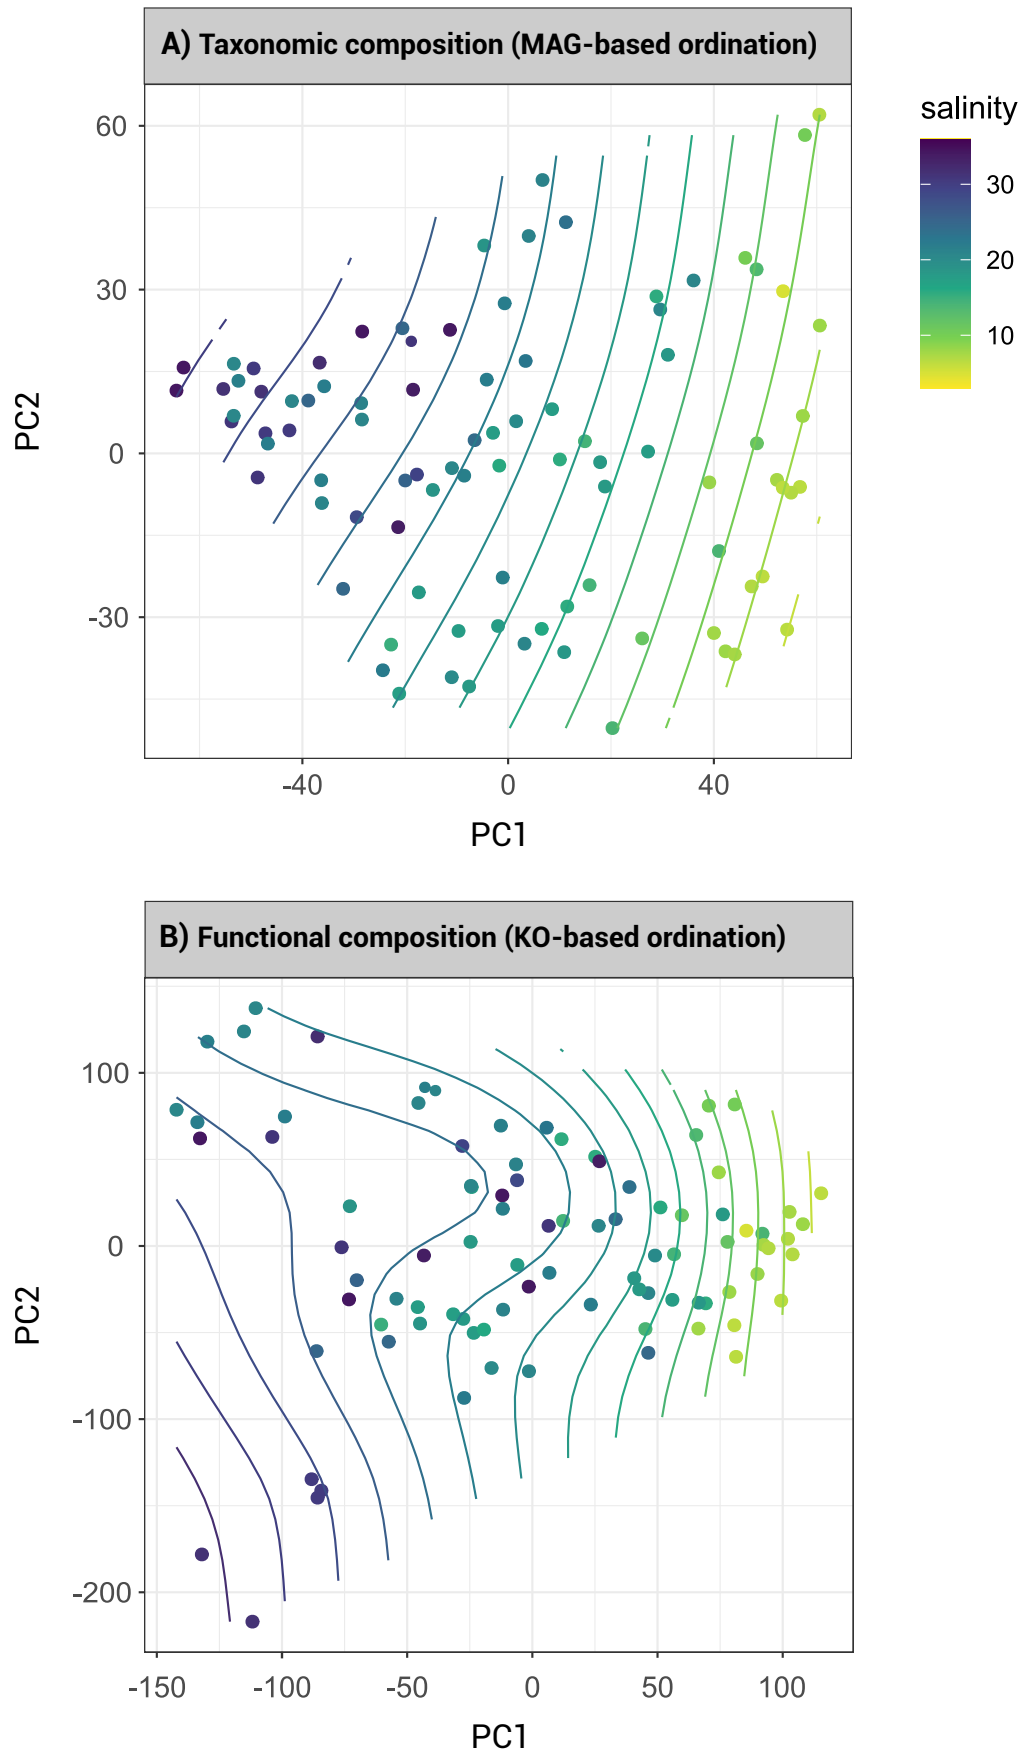 A) Taxonomic composition (MAG-based ordination)
salinity
30
20
10
60
30
0
-30
PC2
-40
0
40
PC1
B) Functional composition (KO-based ordination)
100
0
-100
-200
PC2
-150
-100
-50
0
50
100
PC1